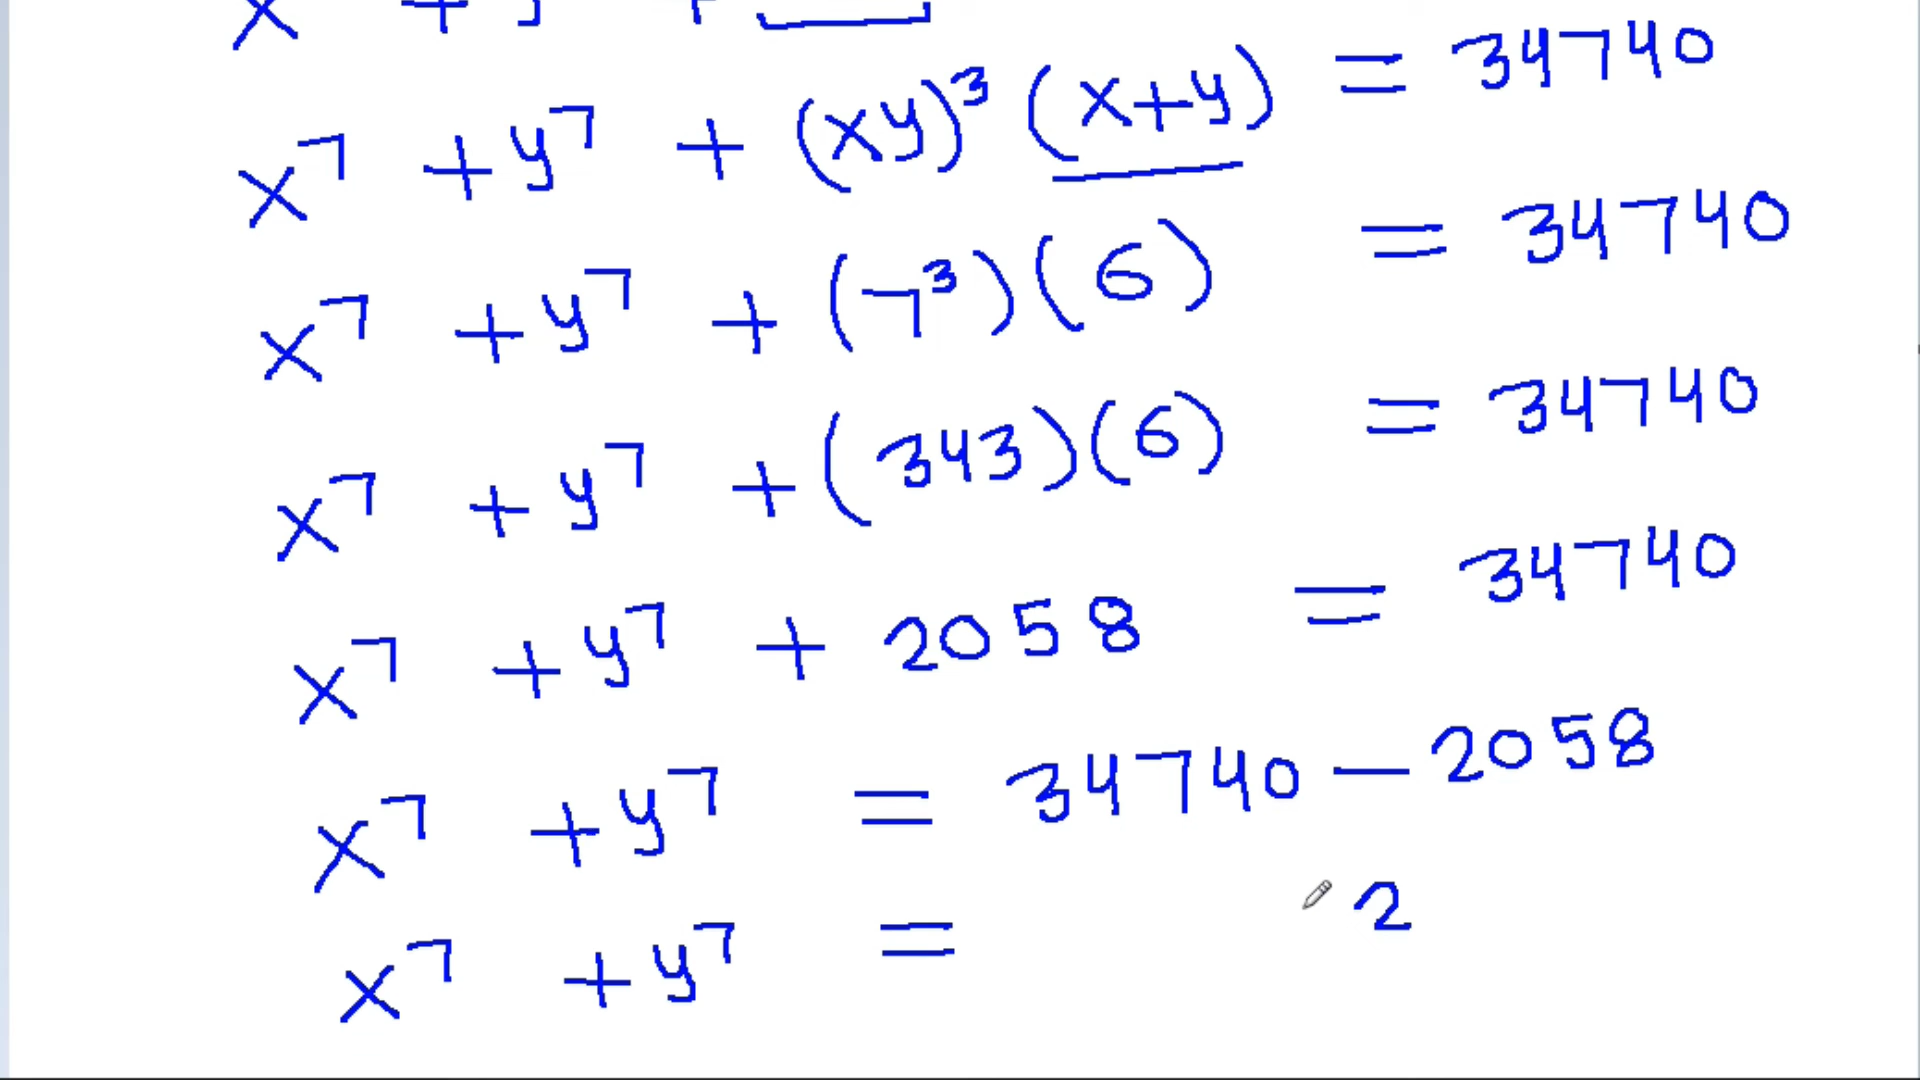 x⁷ + y⁷ + (xy)³ (x+y) = 34740
x⁷ + y⁷ + (7³)(6) = 34740
x⁷ + y⁷ + (343)(6) = 34740
x⁷ + y⁷ + 2058 = 34740
x⁷ + y⁷ = 34740 − 2058
x⁷ + y⁷ = 2